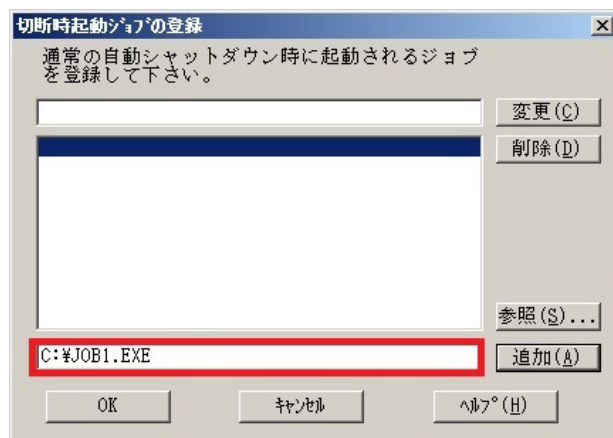 切断時起動ｼﾞｮﾌﾞの登録
通常の自動シャットダウン時に起動されるジョブ
を登録して下さい。
変更(C)
削除(D)
参照(S)...
C:¥JOB1.EXE
追加(A)
OK
ｷｬﾝｾﾙ
ﾍﾙﾌﾟ(H)